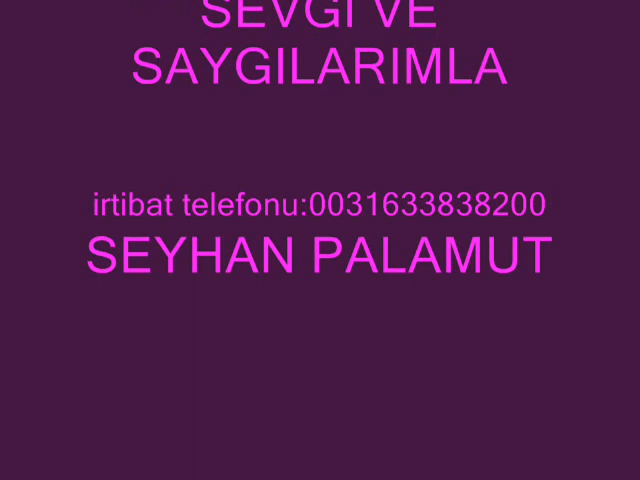 SEVGİ VE
SAYGILARIMLA
irtibat telefonu:0031633838200
SEYHAN PALAMUT